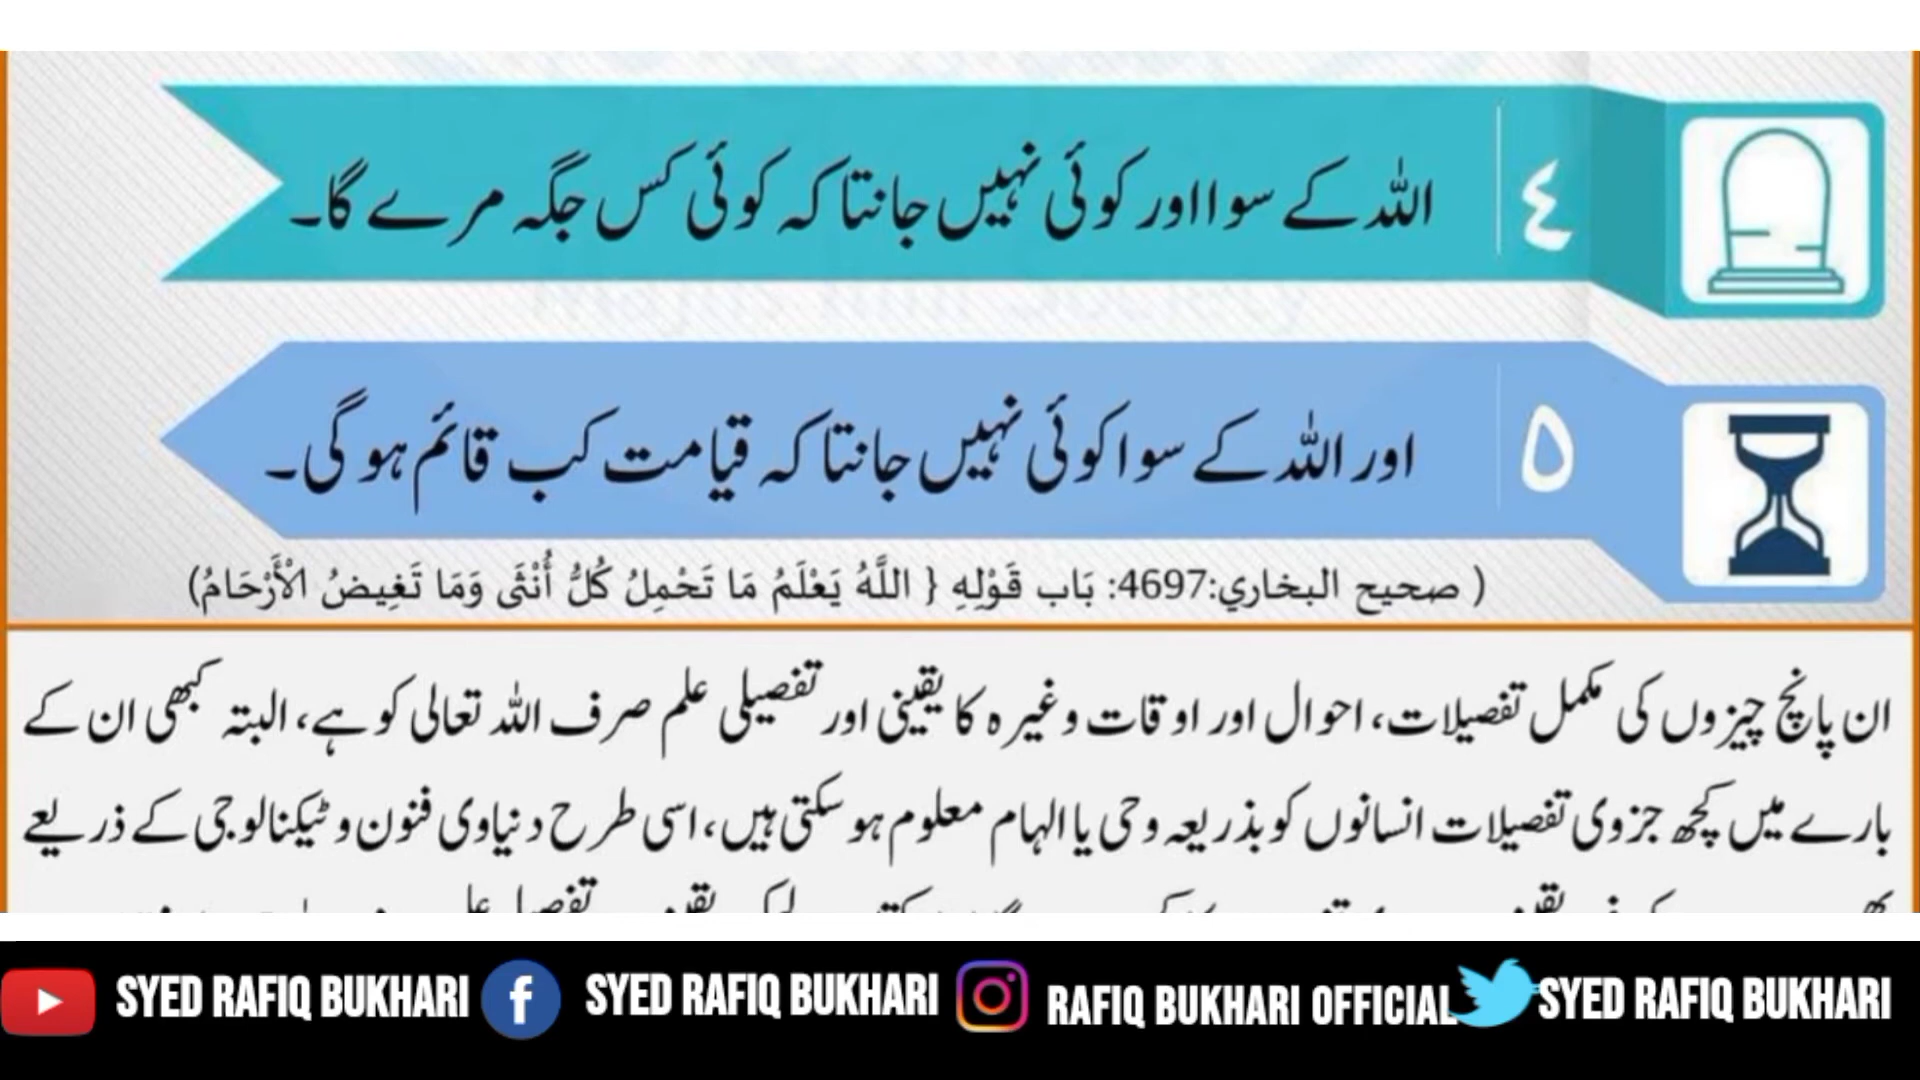 ٤ اللہ کے سوا اور کوئی نہیں جانتا کہ کوئی کس جگہ مرے گا۔
٥ اور اللہ کے سوا کوئی نہیں جانتا کہ قیامت کب قائم ہوگی۔
( صحيح البخاري:4697: بَاب قَوْلِهِ { اللَّهُ يَعْلَمُ مَا تَحْمِلُ كُلُّ أُنْثَى وَمَا تَغِيضُ الْأَرْحَامُ)
ان پانچ چیزوں کی مکمل تفصیلات، احوال اور اوقات وغیرہ کا یقینی اور تفصیلی علم صرف اللہ تعالی کو ہے، البتہ کبھی ان کے
بارے میں کچھ جزوی تفصیلات انسانوں کو بذریعہ وحی یا الہام معلوم ہو سکتی ہیں، اسی طرح دنیاوی فنون و ٹیکنالوجی کے ذریعے
SYED RAFIQ BUKHARI SYED RAFIQ BUKHARI RAFIQ BUKHARI OFFICIAL SYED RAFIQ BUKHARI